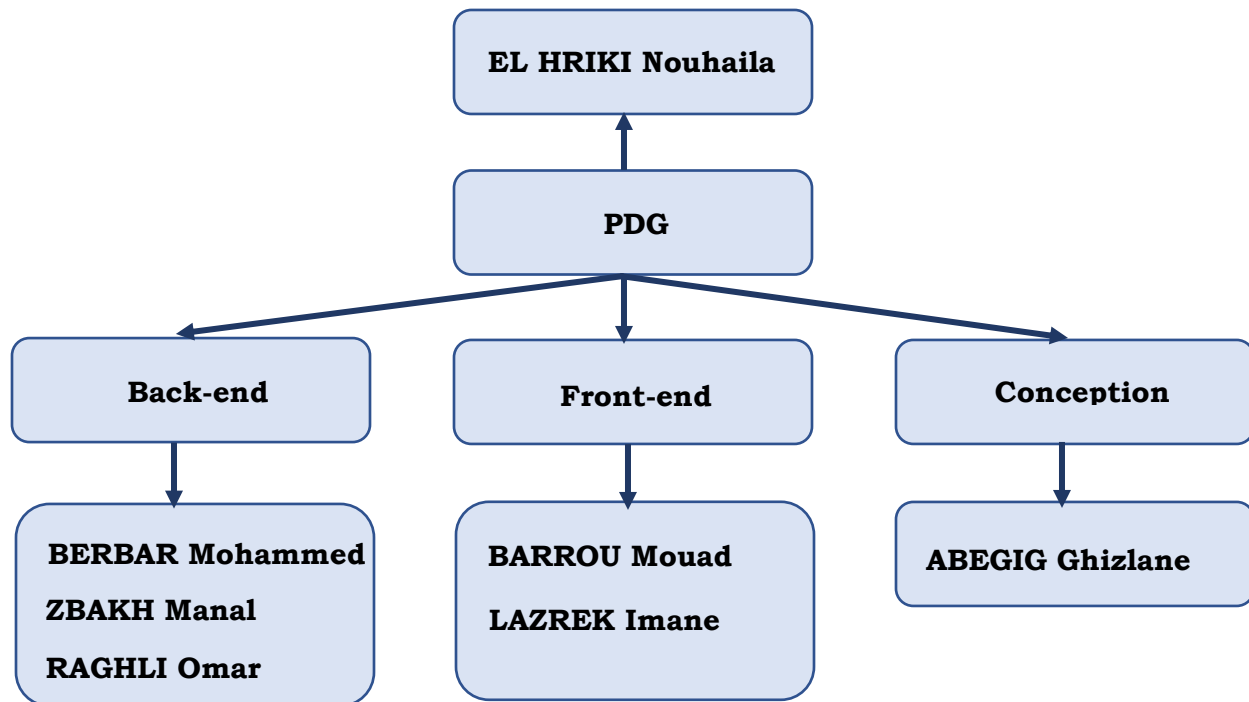 EL HRIKI Nouhaila
PDG
Back-end
Front-end
Conception
BERBAR Mohammed
ZBAKH Manal
RAGHLI Omar
BARROU Mouad
LAZREK Imane
ABEGIG Ghizlane